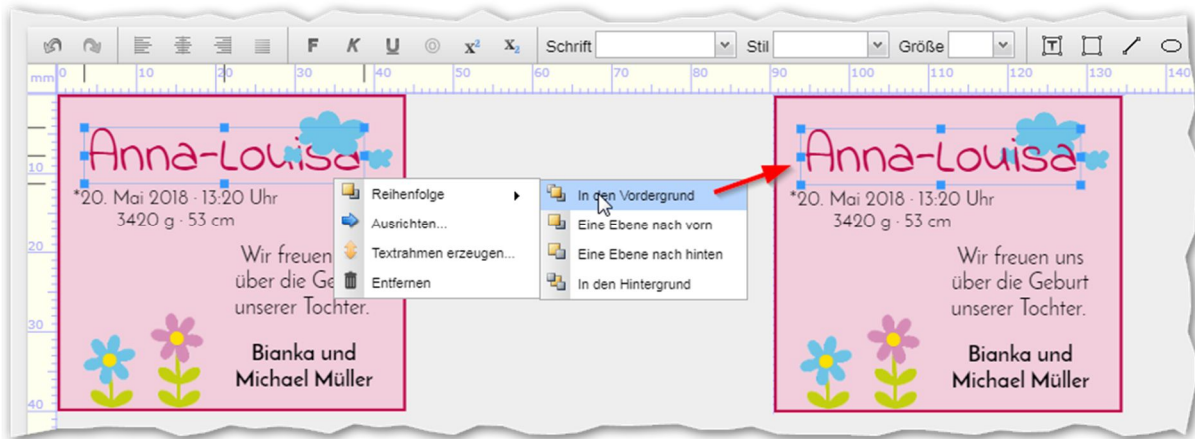 F K U X² X₂ Schrift Stil Größe T
mm 0 10 20 30 40 50 60 70 80 90 100 110 120 130 140
10
20
30
40
Anna-Louisa
*20. Mai 2018 · 13:20 Uhr
3420 g · 53 cm
Wir freuen
über die Ge
unserer Tochter.
Bianka und
Michael Müller
Reihenfolge
Ausrichten...
Textrahmen erzeugen...
Entfernen
In den Vordergrund
Eine Ebene nach vorn
Eine Ebene nach hinten
In den Hintergrund
Anna-Louisa
*20. Mai 2018 · 13:20 Uhr
3420 g · 53 cm
Wir freuen uns
über die Geburt
unserer Tochter.
Bianka und
Michael Müller